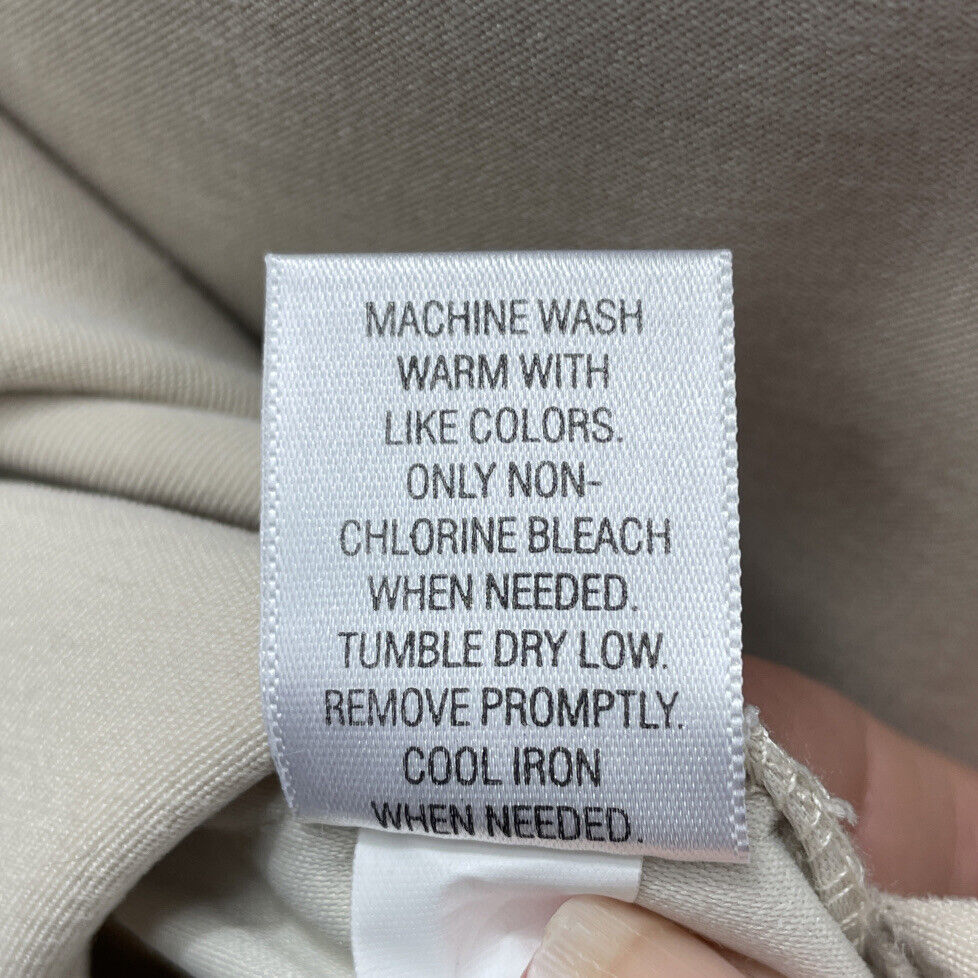 MACHINE WASH
WARM WITH
LIKE COLORS.
ONLY NON-
CHLORINE BLEACH
WHEN NEEDED.
TUMBLE DRY LOW.
REMOVE PROMPTLY.
COOL IRON
WHEN NEEDED.